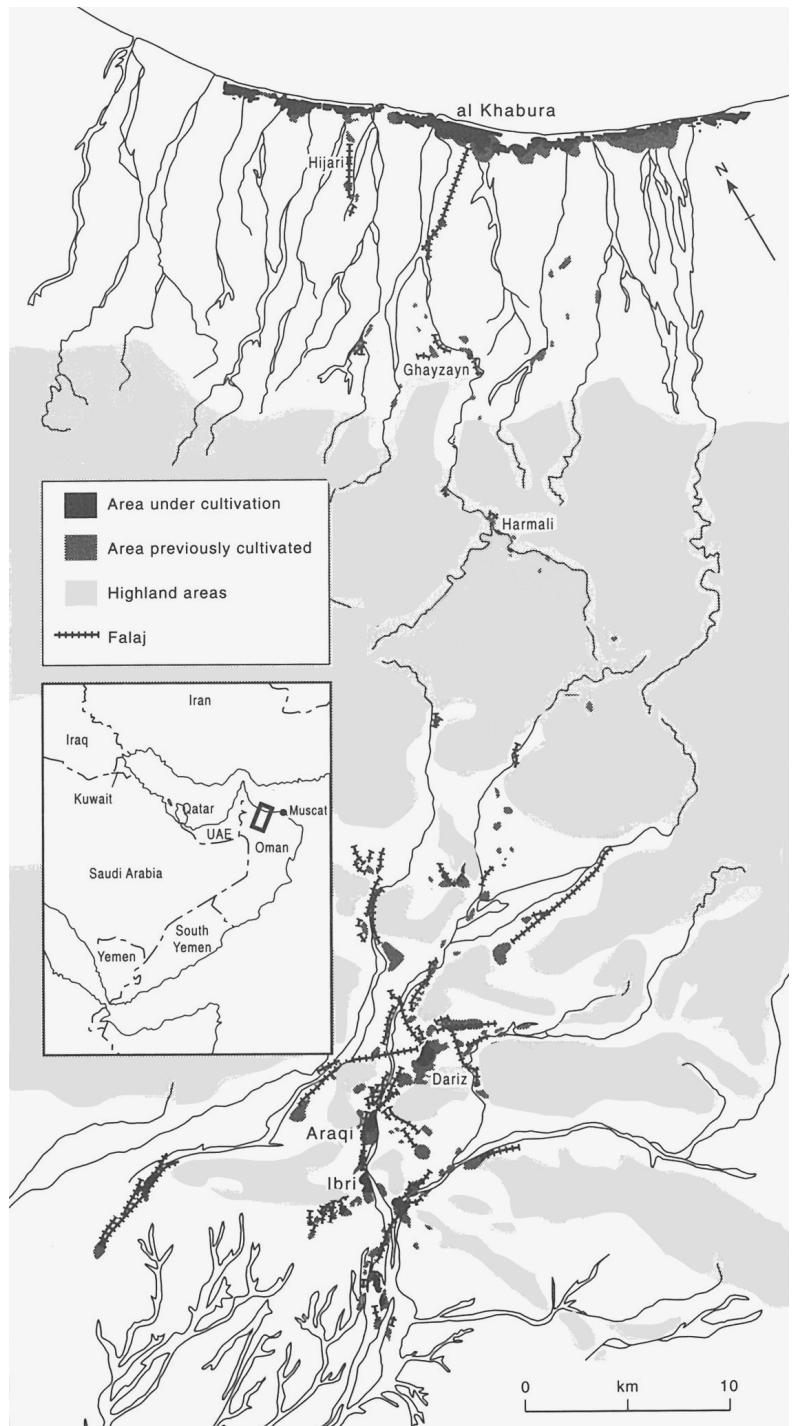 al Khabura
Hijari
N
Ghayzayn
Area under cultivation
Harmali
Area previously cultivated
Highland areas
Falaj
Iran
Iraq
Kuwait
Qatar
Muscat
UAE
Oman
Saudi Arabia
South
Yemen
Yemen
Dariz
Araqi
Ibri
0 km 10